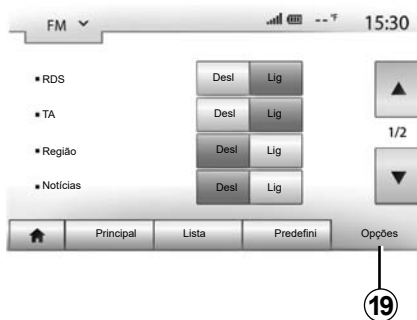 FM -- °F 15:30
RDS Desl Lig
TA Desl Lig
1/2
Região Desl Lig
Notícias Desl Lig
Principal Lista Predefini Opções
19